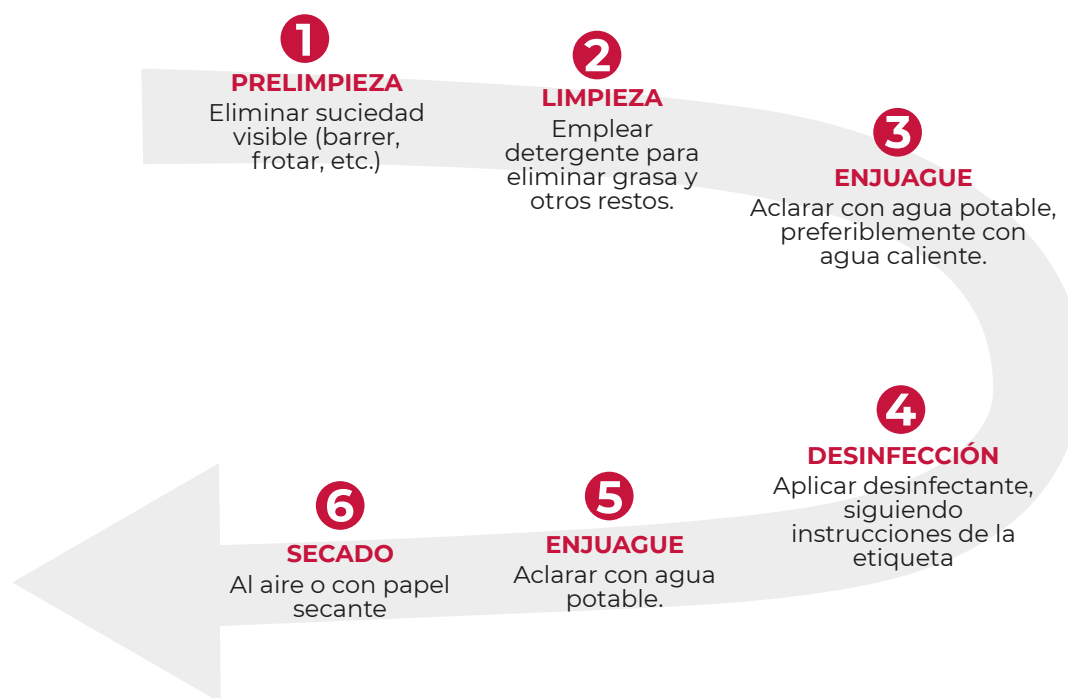 1
PRELIMPIEZA
Eliminar suciedad
visible (barrer,
frotar, etc.)
2
LIMPIEZA
Emplear
detergente para
eliminar grasa y
otros restos.
3
ENJUAGUE
Aclarar con agua potable,
preferiblemente con
agua caliente.
4
DESINFECCIÓN
Aplicar desinfectante,
siguiendo
instrucciones de la
etiqueta
5
ENJUAGUE
Aclarar con agua
potable.
6
SECADO
Al aire o con papel
secante